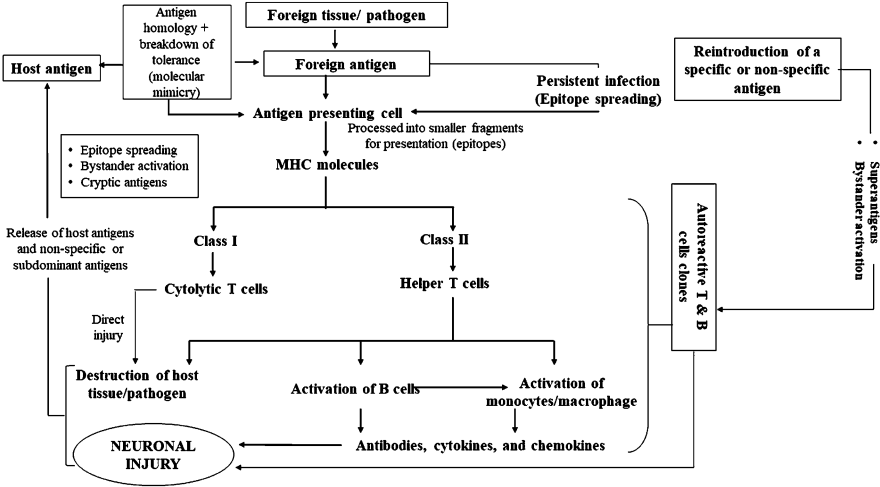 Antigen
homology +
breakdown of
tolerance
(molecular
mimicry)
Foreign tissue/ pathogen
Host antigen
Foreign antigen
Persistent infection
(Epitope spreading)
Reintroduction of a
specific or non-specific
antigen
Antigen presenting cell
Processed into smaller fragments
for presentation (epitopes)
• Epitope spreading
• Bystander activation
• Cryptic antigens
MHC molecules
• Superantigens
• Bystander activation
Autoreactive T & B
cells clones
Release of host antigens
and non-specific or
subdominant antigens
Class I
Class II
Cytolytic T cells
Helper T cells
Direct
injury
Destruction of host
tissue/pathogen
Activation of B cells
Activation of
monocytes/macrophage
NEURONAL
INJURY
Antibodies, cytokines, and chemokines